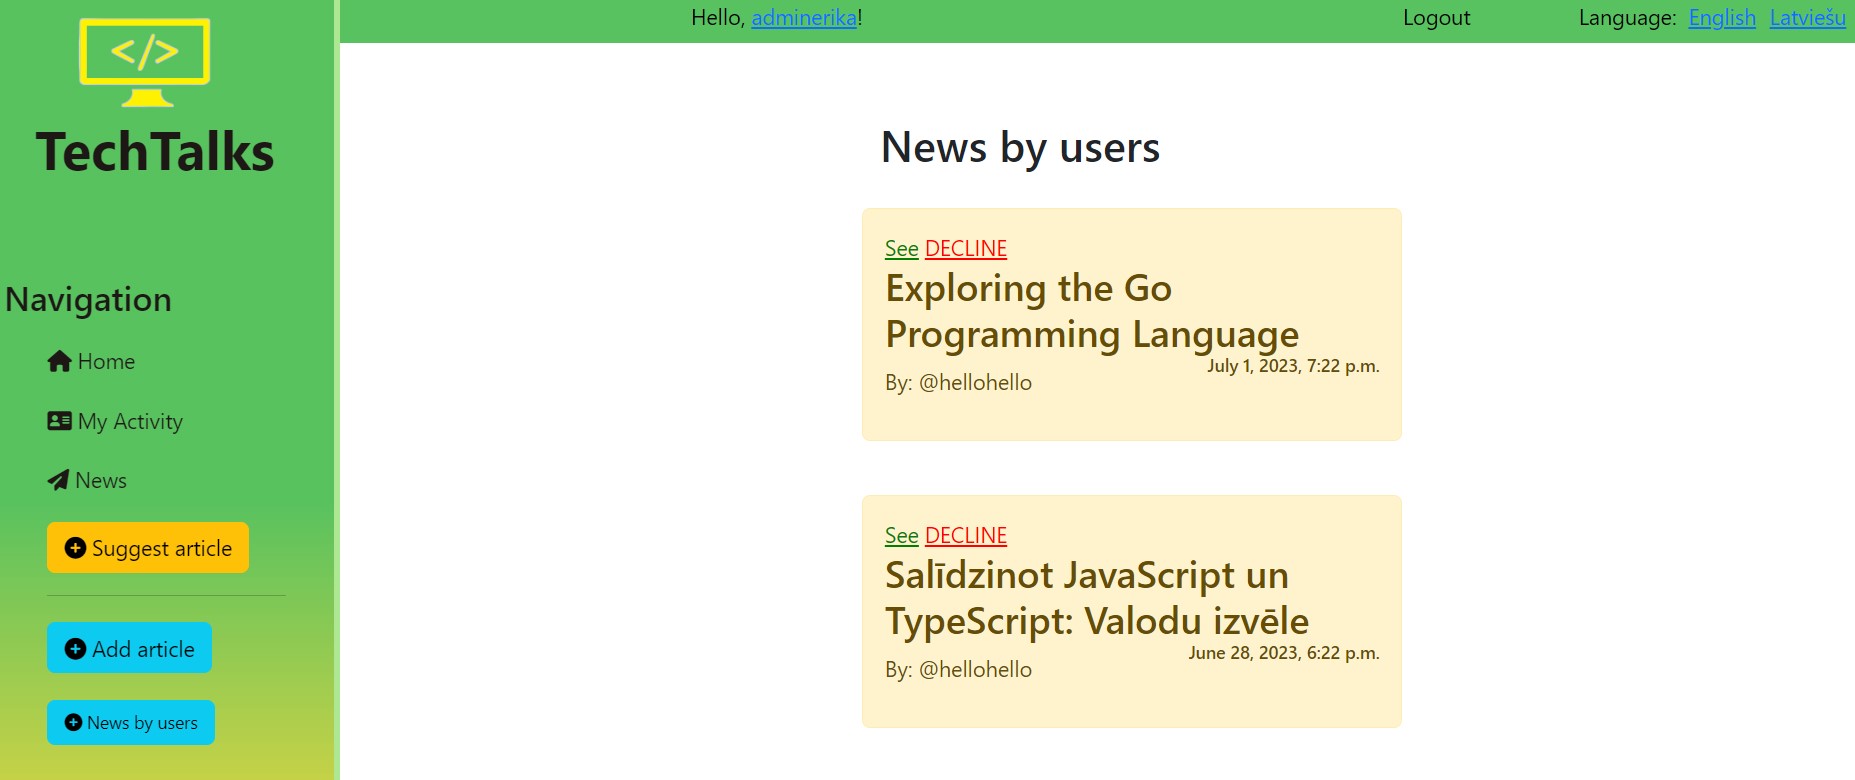 </>
TechTalks
Navigation
Home
My Activity
News
Suggest article
Add article
News by users
Hello, adminerika!
Logout
Language: English Latviešu
News by users
See DECLINE
Exploring the Go
Programming Language
July 1, 2023, 7:22 p.m.
By: @hellohello
See DECLINE
Salīdzinot JavaScript un
TypeScript: Valodu izvēle
June 28, 2023, 6:22 p.m.
By: @hellohello